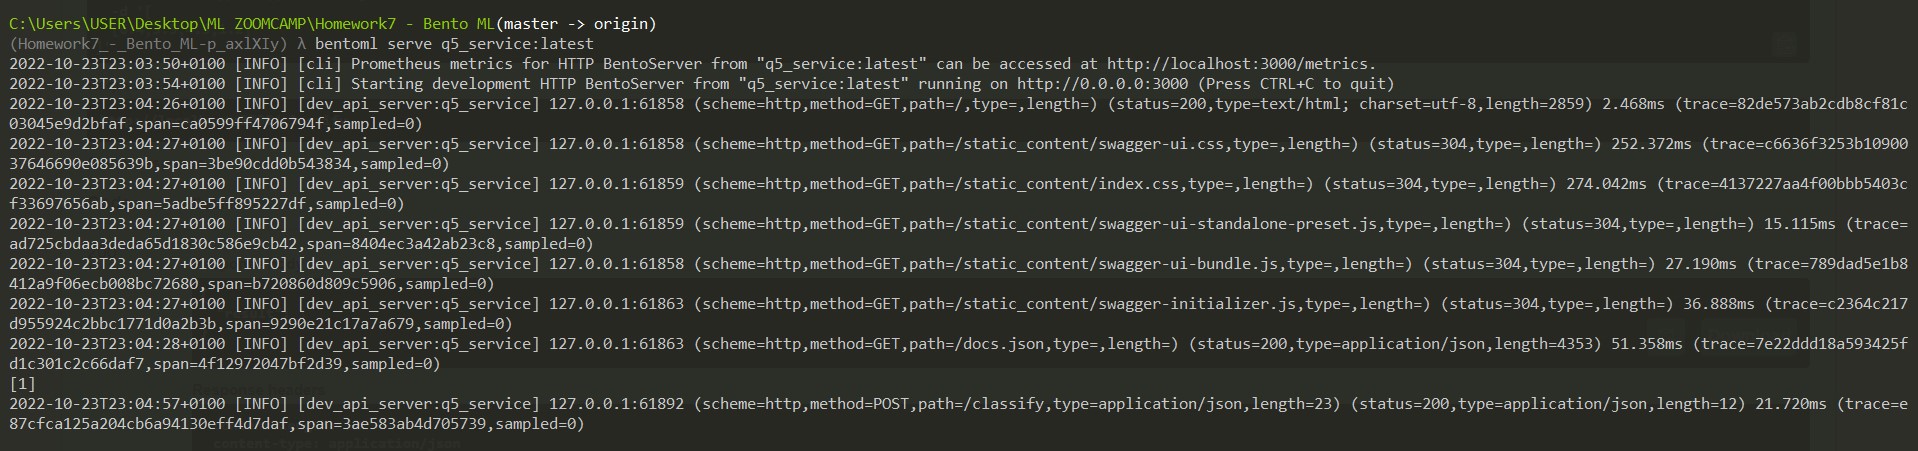 C:\Users\USER\Desktop\ML ZOOMCAMP\Homework7 - Bento ML(master -> origin)
(Homework7_-_Bento_ML-p_axlXIy) λ bentoml serve q5_service:latest
2022-10-23T23:03:50+0100 [INFO] [cli] Prometheus metrics for HTTP BentoServer from "q5_service:latest" can be accessed at http://localhost:3000/metrics.
2022-10-23T23:03:54+0100 [INFO] [cli] Starting development HTTP BentoServer from "q5_service:latest" running on http://0.0.0.0:3000 (Press CTRL+C to quit)
2022-10-23T23:04:26+0100 [INFO] [dev_api_server:q5_service] 127.0.0.1:61858 (scheme=http,method=GET,path=/,type=,length=) (status=200,type=text/html; charset=utf-8,length=2859) 2.468ms (trace=82de573ab2cdb8cf81c
03045e9d2bfaf,span=ca0599ff4706794f,sampled=0)
2022-10-23T23:04:27+0100 [INFO] [dev_api_server:q5_service] 127.0.0.1:61858 (scheme=http,method=GET,path=/static_content/swagger-ui.css,type=,length=) (status=304,type=,length=) 252.372ms (trace=c6636f3253b10900
37646690e085639b,span=3be90cdd0b543834,sampled=0)
2022-10-23T23:04:27+0100 [INFO] [dev_api_server:q5_service] 127.0.0.1:61859 (scheme=http,method=GET,path=/static_content/index.css,type=,length=) (status=304,type=,length=) 274.042ms (trace=4137227aa4f00bbb5403c
f33697656ab,span=5adbe5ff895227df,sampled=0)
2022-10-23T23:04:27+0100 [INFO] [dev_api_server:q5_service] 127.0.0.1:61859 (scheme=http,method=GET,path=/static_content/swagger-ui-standalone-preset.js,type=,length=) (status=304,type=,length=) 15.115ms (trace=
ad725cbdaa3deda65d1830c586e9cb42,span=8404ec3a42ab23c8,sampled=0)
2022-10-23T23:04:27+0100 [INFO] [dev_api_server:q5_service] 127.0.0.1:61858 (scheme=http,method=GET,path=/static_content/swagger-ui-bundle.js,type=,length=) (status=304,type=,length=) 27.190ms (trace=789dad5e1b8
412a9f06ecb008bc72680,span=b720860d809c5906,sampled=0)
2022-10-23T23:04:27+0100 [INFO] [dev_api_server:q5_service] 127.0.0.1:61863 (scheme=http,method=GET,path=/static_content/swagger-initializer.js,type=,length=) (status=304,type=,length=) 36.888ms (trace=c2364c217
d955924c2bbc1771d0a2b3b,span=9290e21c17a7a679,sampled=0)
2022-10-23T23:04:28+0100 [INFO] [dev_api_server:q5_service] 127.0.0.1:61863 (scheme=http,method=GET,path=/docs.json,type=,length=) (status=200,type=application/json,length=4353) 51.358ms (trace=7e22ddd18a593425f
d1c301c2c66daf7,span=4f12972047bf2d39,sampled=0)
[1]
2022-10-23T23:04:57+0100 [INFO] [dev_api_server:q5_service] 127.0.0.1:61892 (scheme=http,method=POST,path=/classify,type=application/json,length=23) (status=200,type=application/json,length=12) 21.720ms (trace=e
87cfca125a204cb6a94130eff4d7daf,span=3ae583ab4d705739,sampled=0)
content-type: application/json